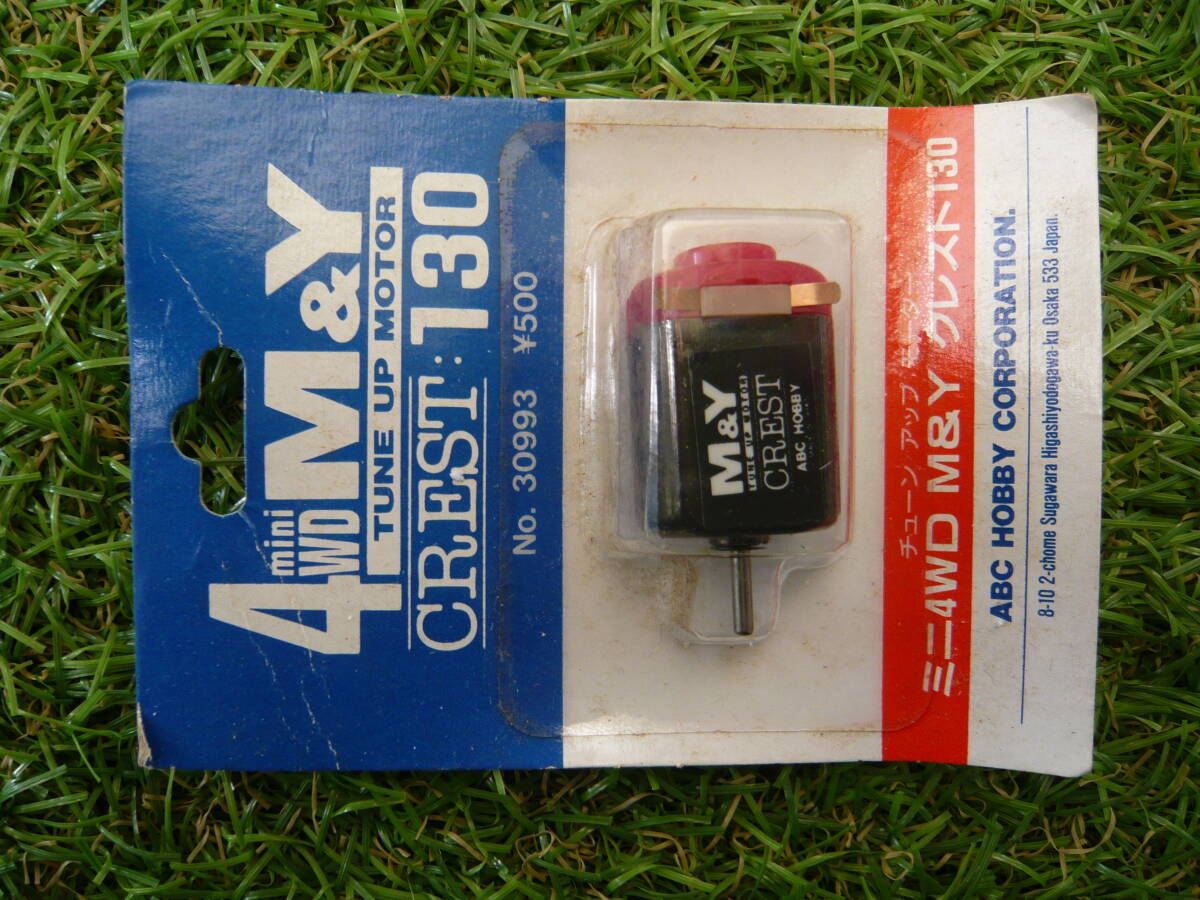 mini
4WD M&Y
TUNE UP MOTOR
CREST:130
No. 30993 ¥500
M&Y
TUNE UP MOTOR
CREST
ABC HOBBY
チューン アップ モーター
ミニ4WD M&Y クレスト130
ABC HOBBY CORPORATION.
8-10 2-chome Sugawara Higashiyodogawa-ku Osaka 533 Japan.